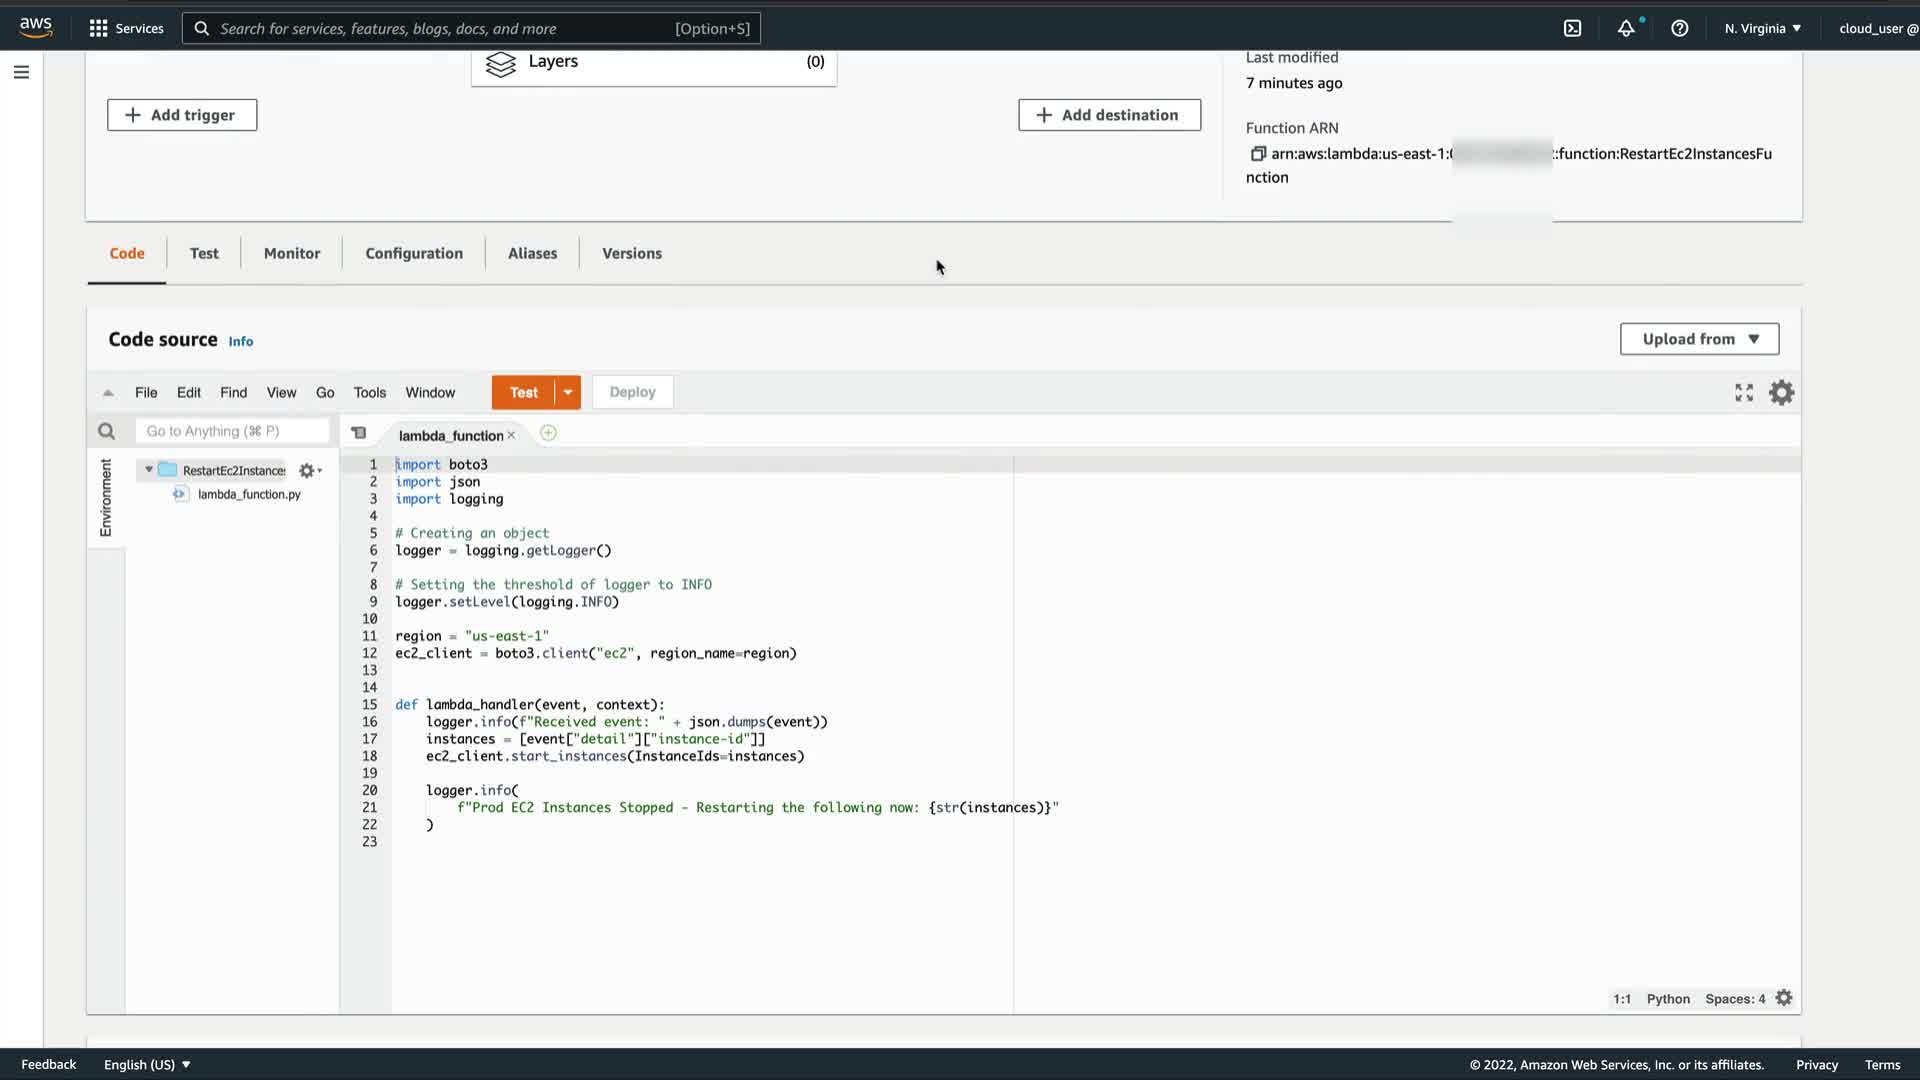 aws
Services
Search for services, features, blogs, docs, and more
[Option+S]
N. Virginia ▼
cloud_user @
Layers
(0)
Last modified
7 minutes ago
+ Add trigger
+ Add destination
Function ARN
arn:aws:lambda:us-east-1:
:function:RestartEc2InstancesFu
nction
Code
Test
Monitor
Configuration
Aliases
Versions
Code source Info
Upload from ▼
File Edit Find View Go Tools Window
Test
Deploy
Go to Anything (⌘ P)
lambda_function ×
Environment
RestartEc2Instances
lambda_function.py
1 import boto3
2 import json
3 import logging
4
5 # Creating an object
6 logger = logging.getLogger()
7
8 # Setting the threshold of logger to INFO
9 logger.setLevel(logging.INFO)
10
11 region = "us-east-1"
12 ec2_client = boto3.client("ec2", region_name=region)
13
14
15 def lambda_handler(event, context):
16     logger.info(f"Received event: " + json.dumps(event))
17     instances = [event["detail"]["instance-id"]]
18     ec2_client.start_instances(InstanceIds=instances)
19
20     logger.info(
21         f"Prod EC2 Instances Stopped - Restarting the following now: {str(instances)}"
22     )
23
1:1 Python Spaces: 4
Feedback
English (US) ▼
© 2022, Amazon Web Services, Inc. or its affiliates.
Privacy
Terms